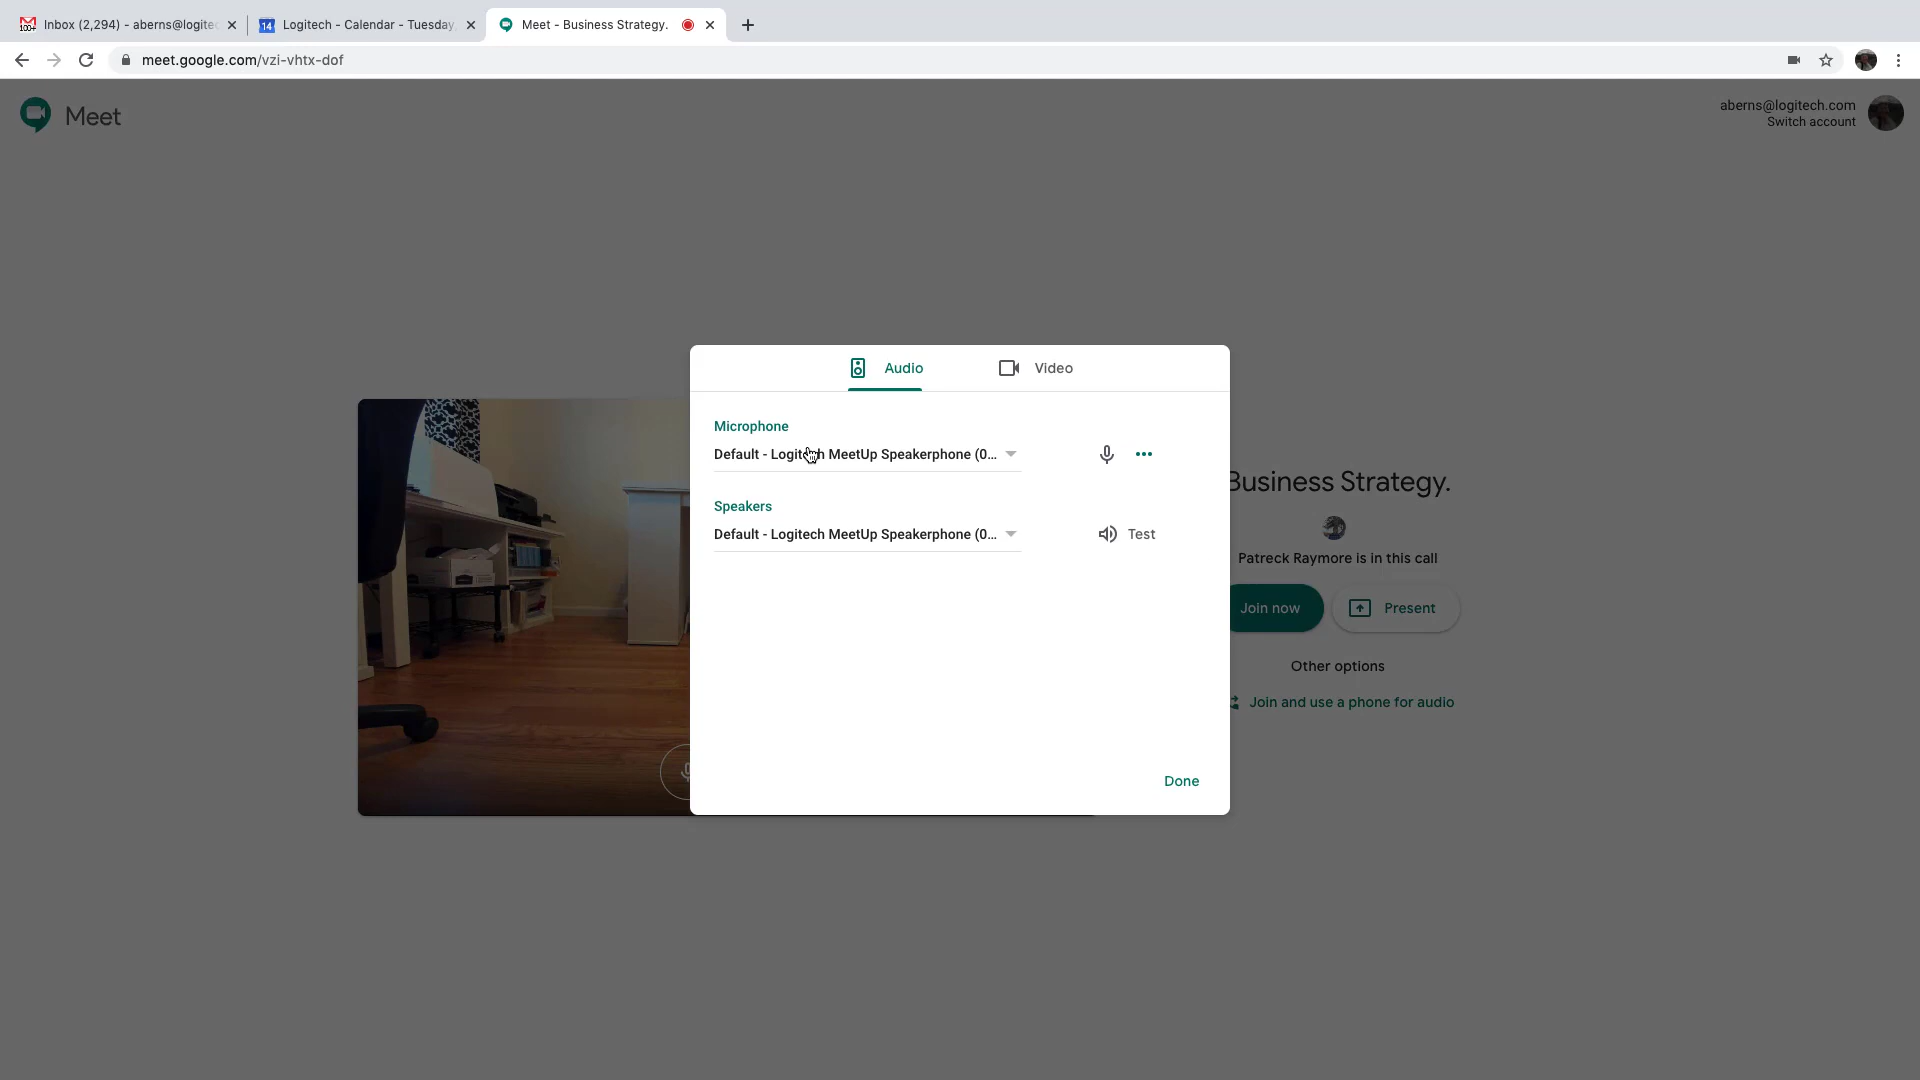 Inbox (2,294) - aberns@logitec
Logitech - Calendar - Tuesday,
Meet - Business Strategy.
100+
14
meet.google.com/vzi-vhtx-dof
Meet
aberns@logitech.com
Switch account
Audio
Video
Microphone
Default - Logitech MeetUp Speakerphone (0...
Speakers
Default - Logitech MeetUp Speakerphone (0...
Test
Done
Business Strategy.
Patreck Raymore is in this call
Join now
Present
Other options
Join and use a phone for audio